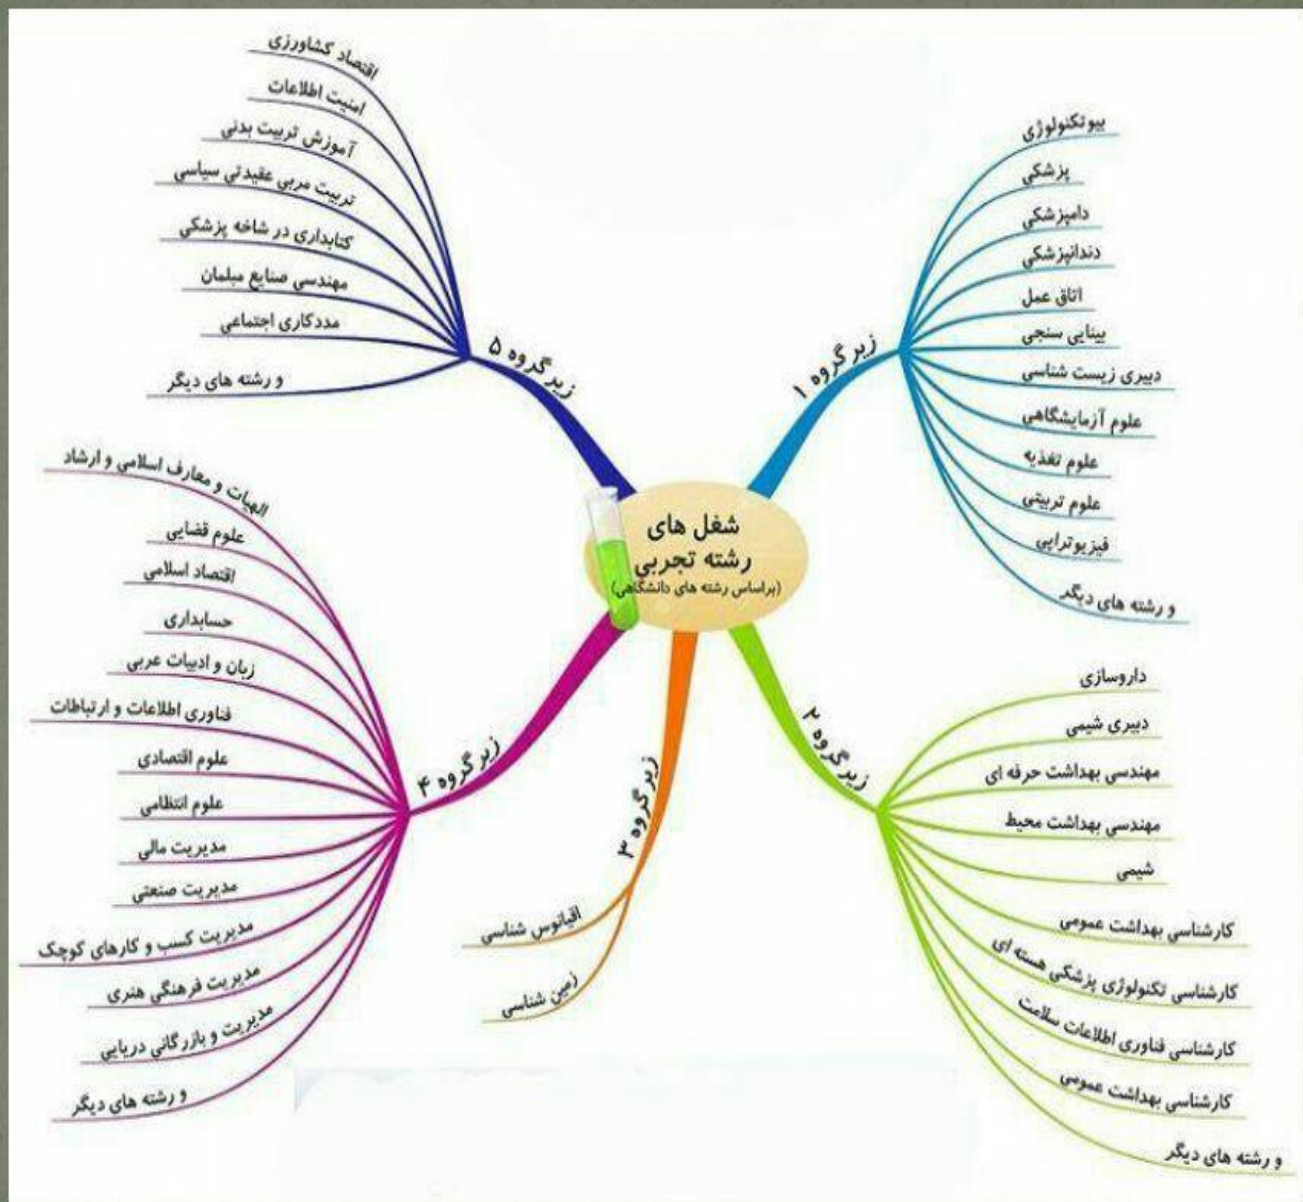 شغل های
رشته تجربی
(براساس رشته های دانشگاهی)
زیرگروه ۱
بیوتکنولوژی
پزشکی
دامپزشکی
دندانپزشکی
اتاق عمل
بینایی سنجی
دبیری زیست شناسی
علوم آزمایشگاهی
علوم تغذیه
علوم تربیتی
فیزیوتراپی
و رشته های دیگر
زیرگروه ۲
داروسازی
دبیری شیمی
مهندسی بهداشت حرفه ای
مهندسی بهداشت محیط
شیمی
کارشناسی بهداشت عمومی
کارشناسی تکنولوژی پزشکی هسته ای
کارشناسی فناوری اطلاعات سلامت
کارشناسی بهداشت عمومی
و رشته های دیگر
زیرگروه ۳
اقیانوس شناسی
زمین شناسی
زیرگروه ۴
الهیات و معارف اسلامی و ارشاد
علوم قضایی
اقتصاد اسلامی
حسابداری
زبان و ادبیات عربی
فناوری اطلاعات و ارتباطات
علوم اقتصادی
علوم انتظامی
مدیریت مالی
مدیریت صنعتی
مدیریت کسب و کارهای کوچک
مدیریت فرهنگی هنری
مدیریت و بازرگانی دریایی
و رشته های دیگر
زیرگروه ۵
اقتصاد کشاورزی
امنیت اطلاعات
آموزش تربیت بدنی
تربیت مربی عقیدتی سیاسی
کتابداری در شاخه پزشکی
مهندسی صنایع مبلمان
مددکاری اجتماعی
و رشته های دیگر